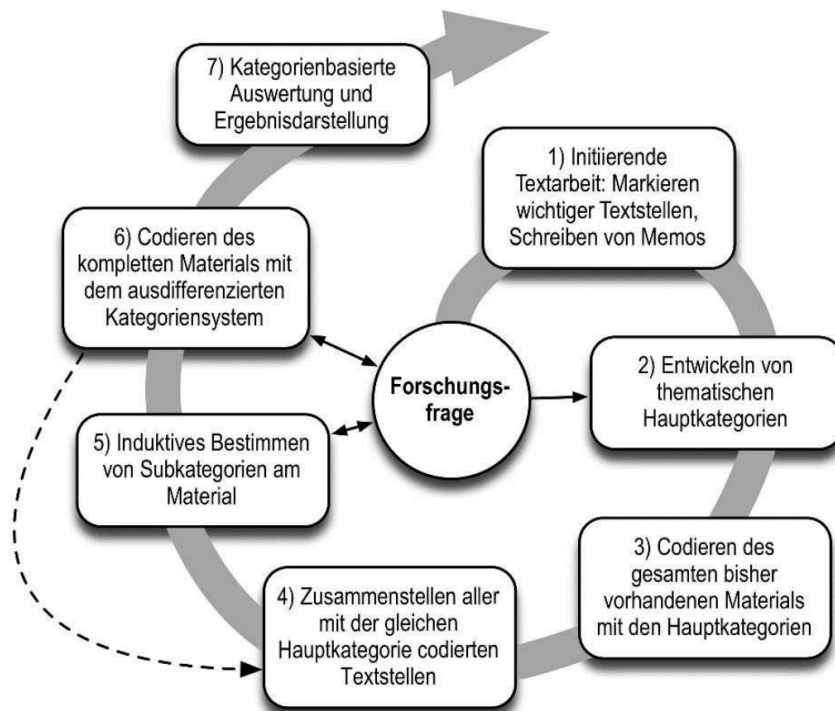 1) Initiierende
Textarbeit: Markieren
wichtiger Textstellen,
Schreiben von Memos
2) Entwickeln von
thematischen
Hauptkategorien
3) Codieren des
gesamten bisher
vorhandenen Materials
mit den Hauptkategorien
4) Zusammenstellen aller
mit der gleichen
Hauptkategorie codierten
Textstellen
5) Induktives Bestimmen
von Subkategorien am
Material
6) Codieren des
kompletten Materials mit
dem ausdifferenzierten
Kategoriensystem
7) Kategorienbasierte
Auswertung und
Ergebnisdarstellung
Forschungs-
frage